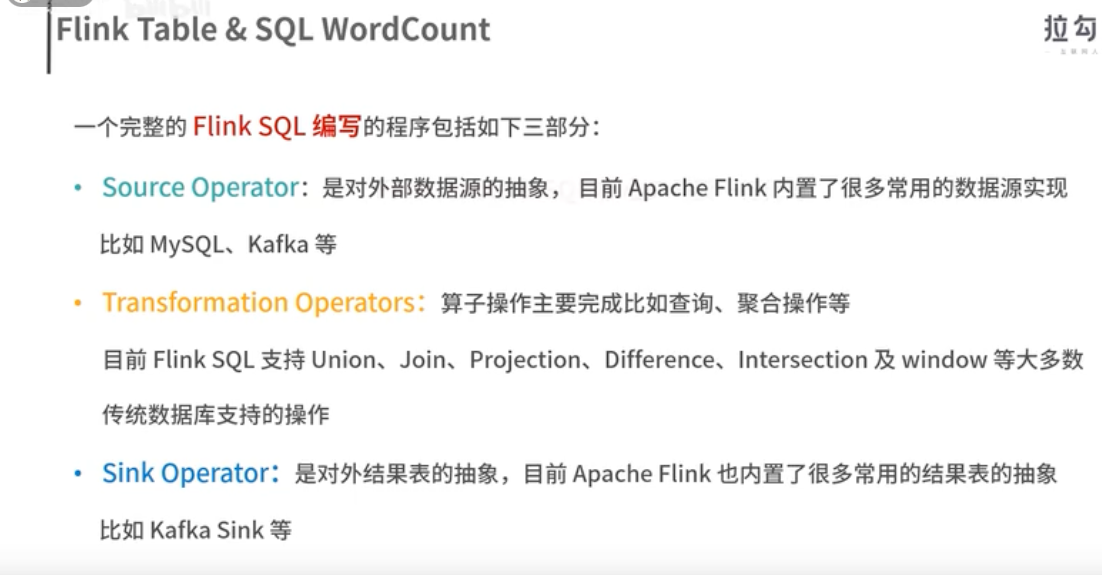 Flink Table & SQL WordCount
拉勾
一个完整的 Flink SQL 编写的程序包括如下三部分：
• Source Operator：是对外部数据源的抽象， 目前 Apache Flink 内置了很多常用的数据源实现
比如 MySQL、Kafka 等
• Transformation Operators：算子操作主要完成比如查询、聚合操作等
目前 Flink SQL 支持 Union、Join、Projection、Difference、Intersection 及 window 等大多数
传统数据库支持的操作
• Sink Operator：是对外结果表的抽象，目前 Apache Flink 也内置了很多常用的结果表的抽象
比如 Kafka Sink 等